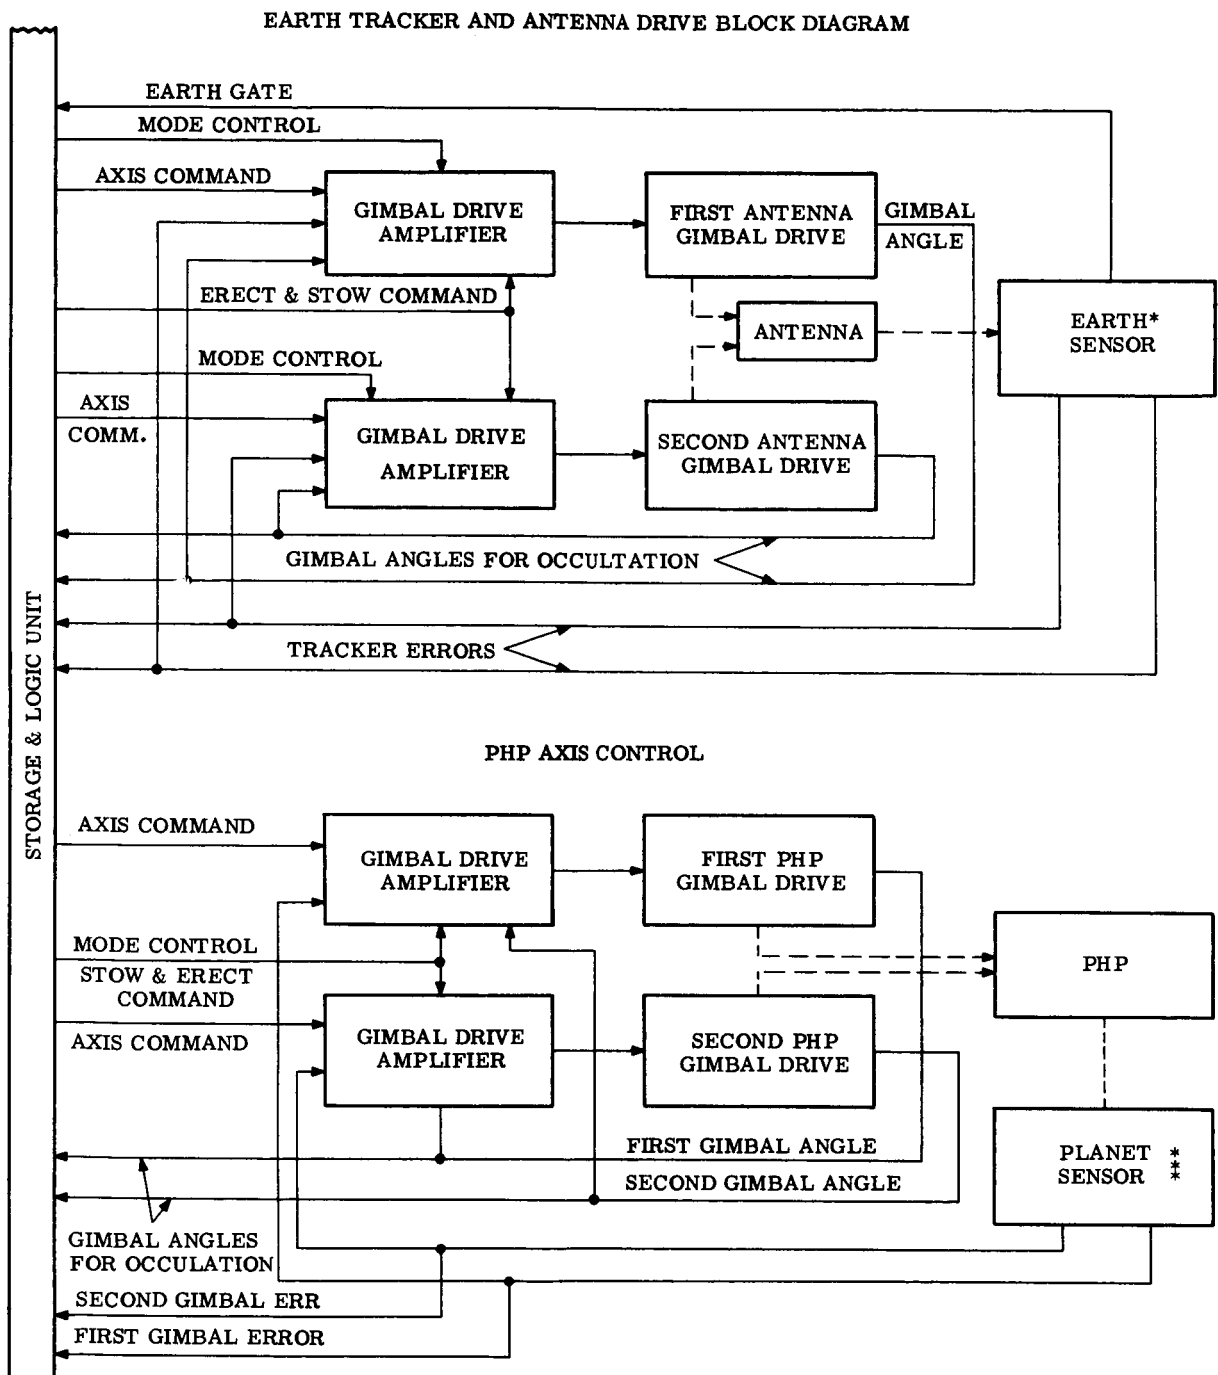 EARTH TRACKER AND ANTENNA DRIVE BLOCK DIAGRAM
EARTH GATE
MODE CONTROL
AXIS COMMAND
GIMBAL DRIVE
AMPLIFIER
FIRST ANTENNA
GIMBAL DRIVE
GIMBAL
ANGLE
ERECT & STOW COMMAND
ANTENNA
EARTH*
SENSOR
MODE CONTROL
AXIS
COMM.
GIMBAL DRIVE
AMPLIFIER
SECOND ANTENNA
GIMBAL DRIVE
GIMBAL ANGLES FOR OCCULTATION
TRACKER ERRORS
STORAGE & LOGIC UNIT
PHP AXIS CONTROL
AXIS COMMAND
GIMBAL DRIVE
AMPLIFIER
FIRST PHP
GIMBAL DRIVE
MODE CONTROL
STOW & ERECT
COMMAND
PHP
AXIS COMMAND
GIMBAL DRIVE
AMPLIFIER
SECOND PHP
GIMBAL DRIVE
FIRST GIMBAL ANGLE
SECOND GIMBAL ANGLE
PLANET
SENSOR
***
GIMBAL ANGLES
FOR OCCULATION
SECOND GIMBAL ERR
FIRST GIMBAL ERROR